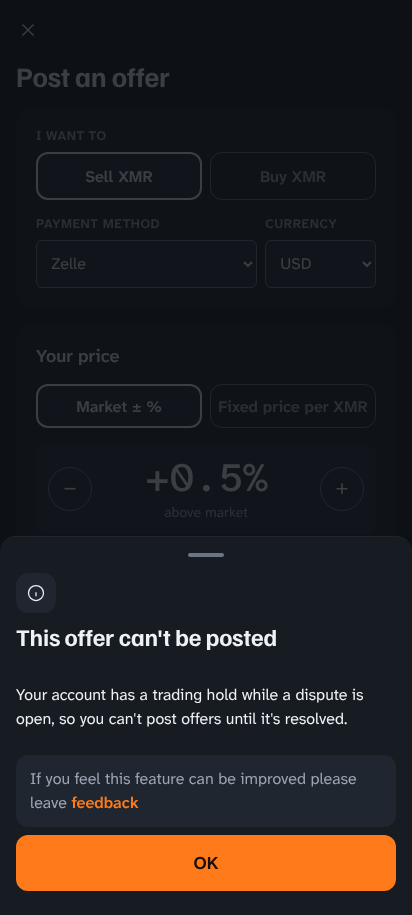 Post an offer
I WANT TO
Sell XMR
Buy XMR
PAYMENT METHOD
CURRENCY
Zelle
USD
Your price
Market ± %
Fixed price per XMR
−
+0.5%
+
above market
This offer can't be posted
Your account has a trading hold while a dispute is
open, so you can't post offers until it's resolved.
If you feel this feature can be improved please
leave feedback
OK